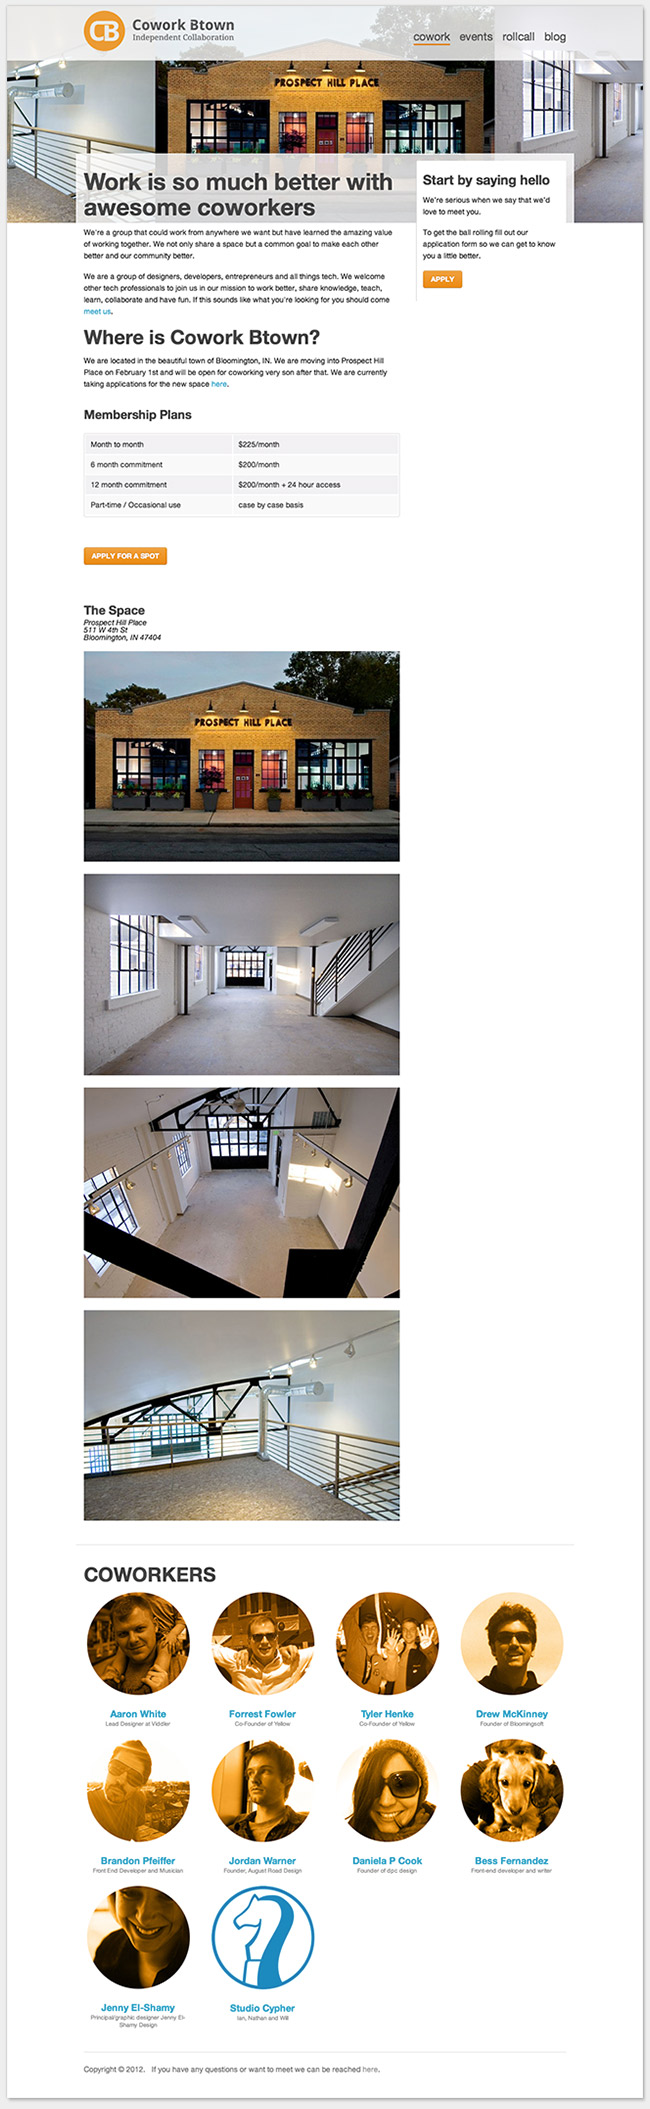 CB
Cowork Btown
Independent Collaboration
cowork events rollcall blog
PROSPECT HILL PLACE
Work is so much better with
awesome coworkers
We're a group that could work from anywhere we want but have learned the amazing value
of working together. We not only share a space but a common goal to make each other
better and our community better.
We are a group of designers, developers, entrepreneurs and all things tech. We welcome
other tech professionals to join us in our mission to work better, share knowledge, teach,
learn, collaborate and have fun. If this sounds like what you're looking for you should come
meet us.
Start by saying hello
We're serious when we say that we'd
love to meet you.
To get the ball rolling fill out our
application form so we can get to know
you a little better.
APPLY
Where is Cowork Btown?
We are located in the beautiful town of Bloomington, IN. We are moving into Prospect Hill
Place on February 1st and will be open for coworking very son after that. We are currently
taking applications for the new space here.
Membership Plans
Month to month $225/month
6 month commitment $200/month
12 month commitment $200/month + 24 hour access
Part-time / Occasional use case by case basis
APPLY FOR A SPOT
The Space
Prospect Hill Place
511 W 4th St
Bloomington, IN 47404
PROSPECT HILL PLACE
COWORKERS
Aaron White
Lead Designer at Viddler
Forrest Fowler
Co-Founder of Yellow
Tyler Henke
Co-Founder of Yellow
Drew McKinney
Founder of Bloomingsoft
Brandon Pfeiffer
Front End Developer and Musician
Jordan Warner
Founder, August Road Design
Daniela P Cook
Founder of dpc design
Bess Fernandez
Front-end developer and writer
Jenny El-Shamy
Principal/graphic designer Jenny El-
Shamy Design
Studio Cypher
Ian, Nathan and Will
Copyright © 2012. If you have any questions or want to meet we can be reached here.